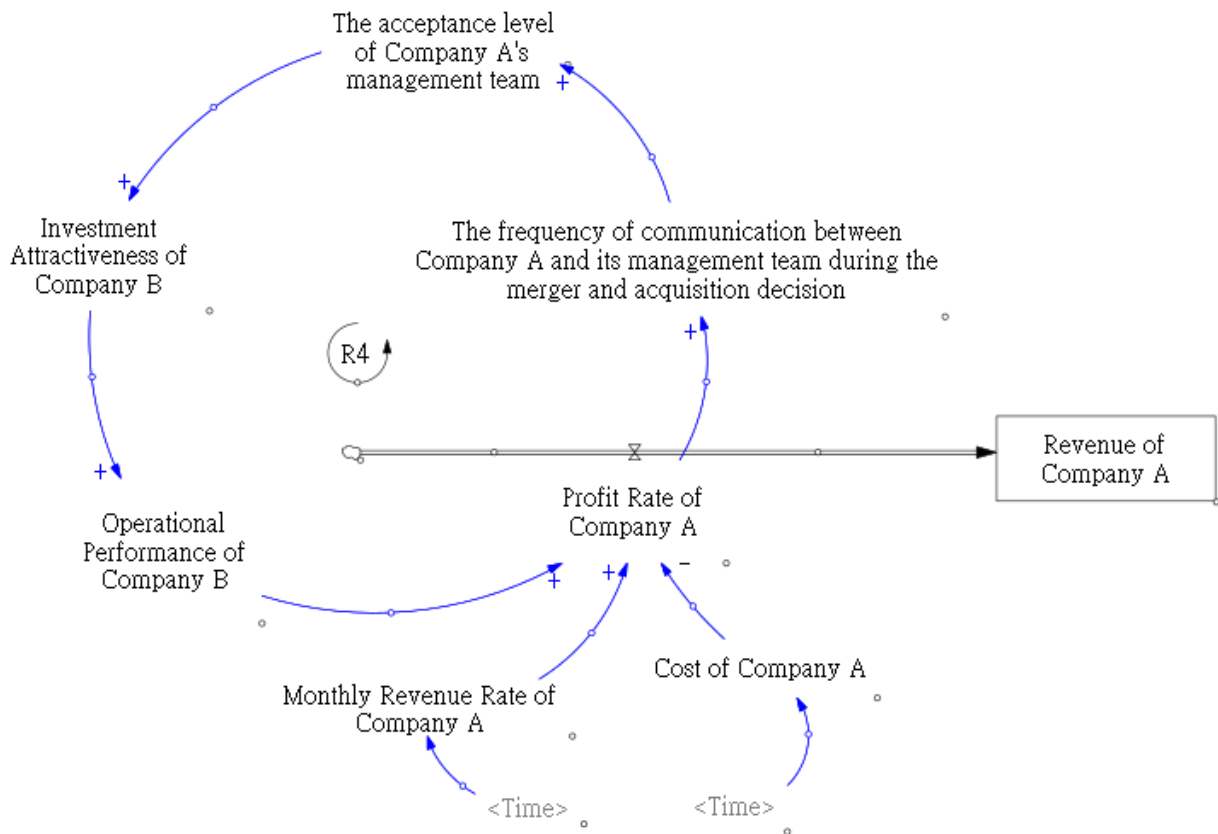 The acceptance level
of Company A's
management team
+
+
Investment
Attractiveness of
Company B
The frequency of communication between
Company A and its management team during the
merger and acquisition decision
+
R4
+
Revenue of
Company A
Profit Rate of
Company A
Operational
Performance of
Company B
+
+
-
Cost of Company A
Monthly Revenue Rate of
Company A
<Time>
<Time>